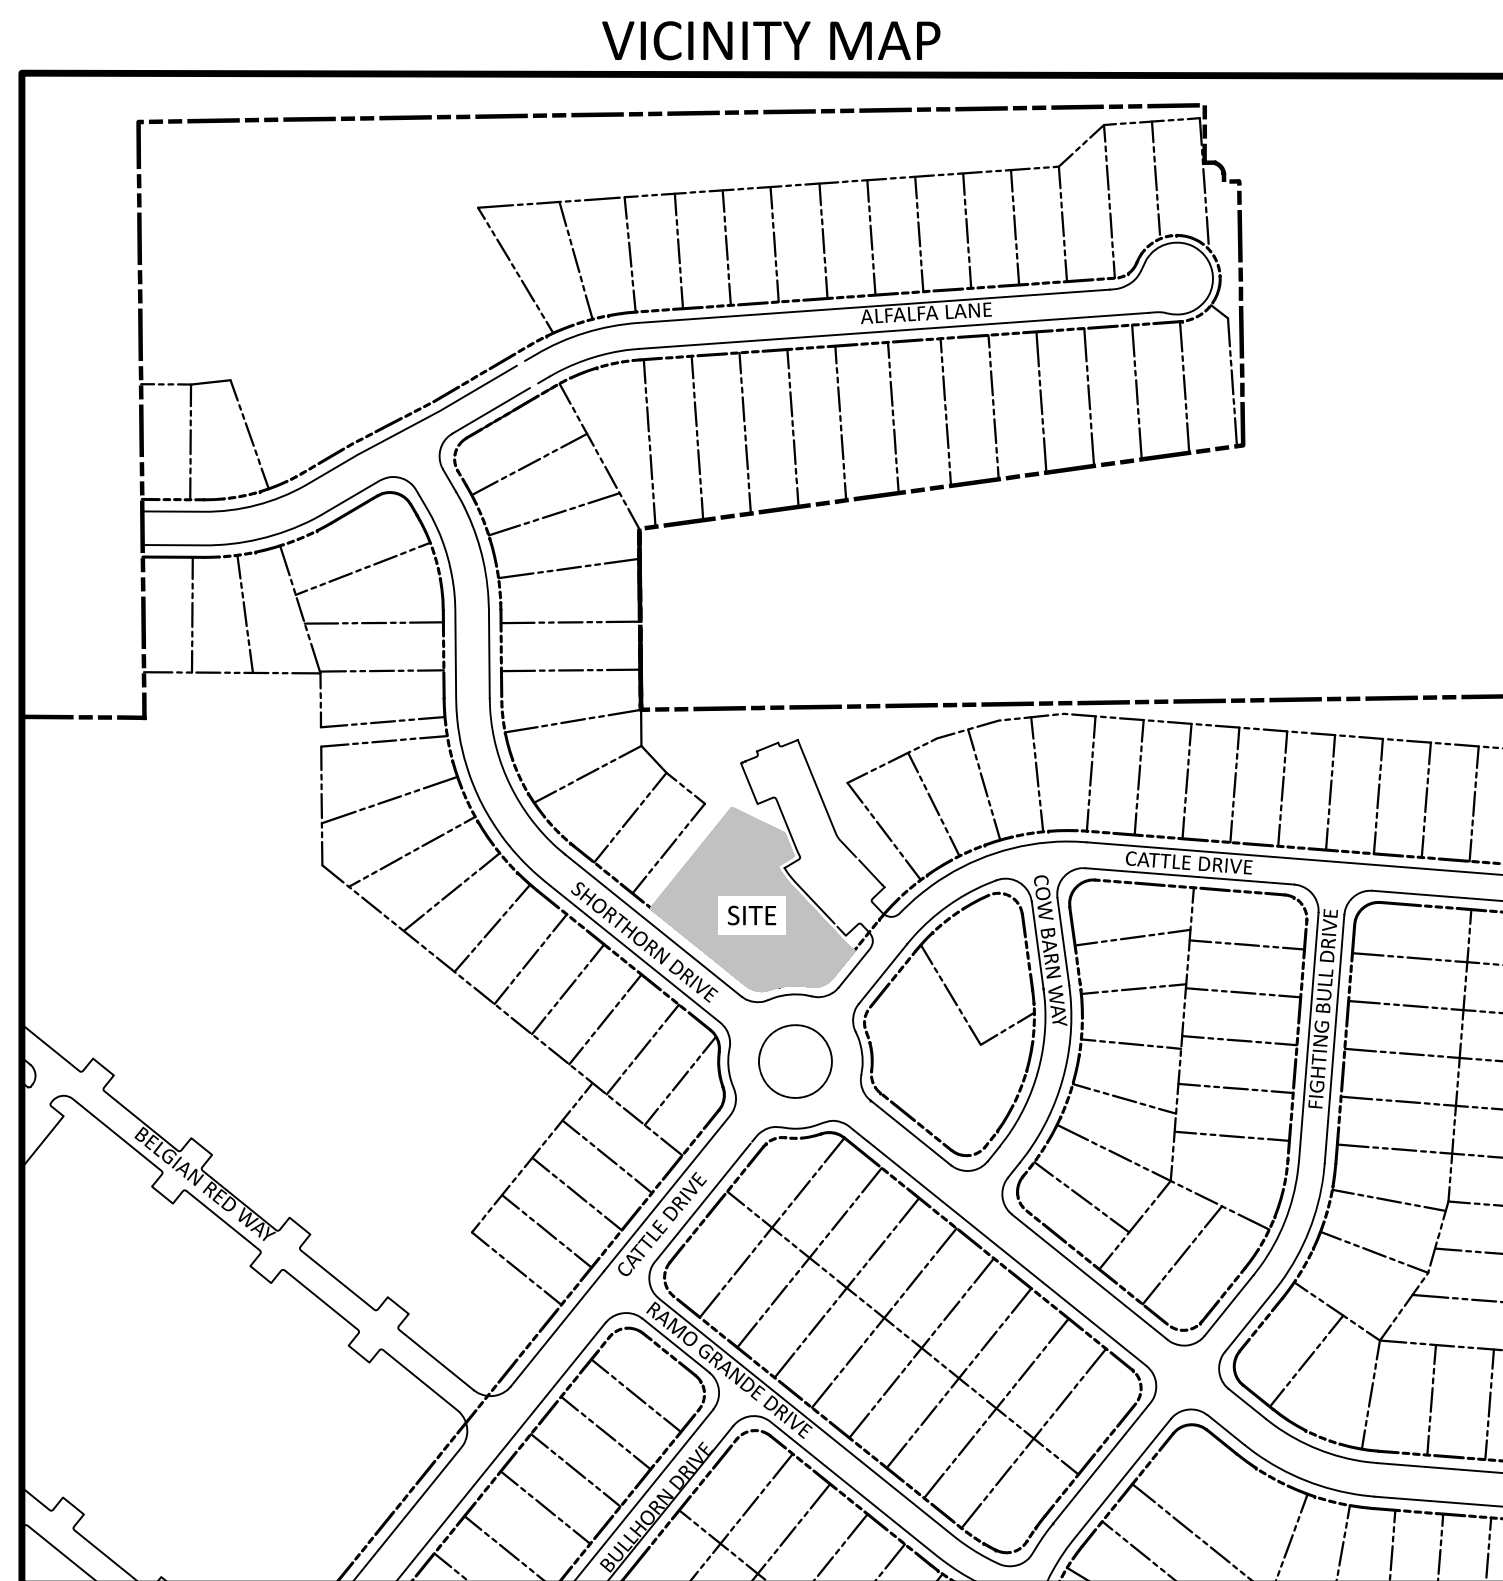 VICINITY MAP
ALFALFA LANE
CATTLE DRIVE
COW BARN WAY
SHORTHORN DRIVE
SITE
FIGHTING BULL DRIVE
BELGIAN RED WAY
CATTLE DRIVE
RAMO GRANDE DRIVE
BULLHORN DRIVE